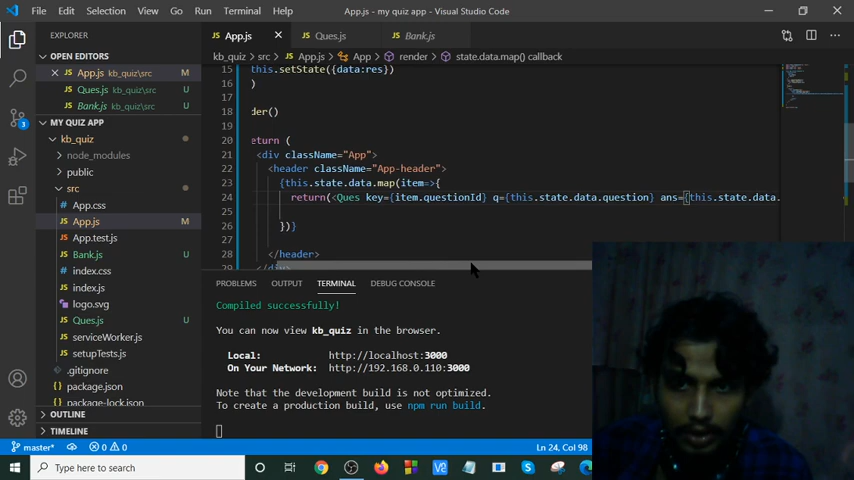 File Edit Selection View Go Run Terminal Help App.js - my quiz app - Visual Studio Code
EXPLORER
App.js
Ques.js
Bank.js
kb_quiz > src > App.js > App > render > state.data.map() callback
OPEN EDITORS
App.js kb_quiz\src M
Ques.js kb_quiz\src U
Bank.js kb_quiz\src U
MY QUIZ APP
kb_quiz
node_modules
public
src
App.css
App.js M
App.test.js
Bank.js U
index.css
index.js
logo.svg
Ques.js U
serviceWorker.js
setupTests.js
.gitignore
package.json
package-lock.json
OUTLINE
TIMELINE
3
15 this.setState({data:res})
16 )
17
18 der()
19
20 eturn (
21 <div className="App">
22 <header className="App-header">
23 {this.state.data.map(item=>{
24 return(<Ques key={item.questionId} q={this.state.data.question} ans={this.state.data.
25
26 })}
27
28 </header>
29 </div>
PROBLEMS OUTPUT TERMINAL DEBUG CONSOLE
Compiled successfully!
You can now view kb_quiz in the browser.
Local: http://localhost:3000
On Your Network: http://192.168.0.110:3000
Note that the development build is not optimized.
To create a production build, use npm run build.
master* 0 0 Ln 24, Col 98
Type here to search